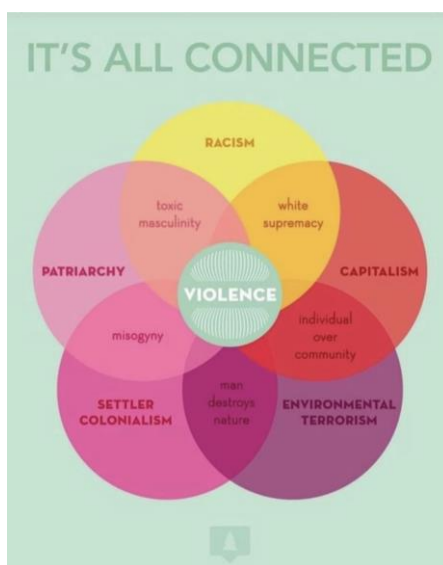 IT'S ALL CONNECTED
RACISM
toxic
masculinity
white
supremacy
PATRIARCHY
VIOLENCE
CAPITALISM
misogyny
individual
over
community
SETTLER
COLONIALISM
man
destroys
nature
ENVIRONMENTAL
TERRORISM